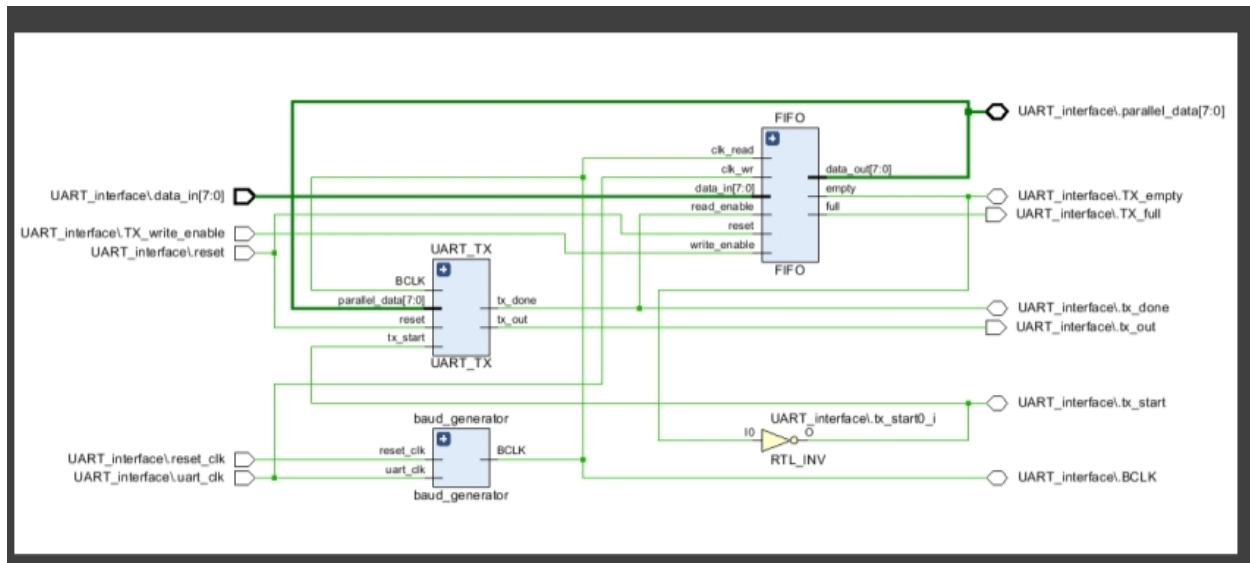 FIFO
UART_interface\.parallel_data[7:0]
clk_read
clk_wr
data_out[7:0]
UART_interface\.data_in[7:0]
data_in[7:0]
empty
UART_interface\.TX_empty
read_enable
full
UART_interface\.TX_full
UART_interface\.TX_write_enable
reset
UART_interface\.reset
write_enable
UART_TX
FIFO
BCLK
parallel_data[7:0]
tx_done
UART_interface\.tx_done
reset
tx_out
UART_interface\.tx_out
tx_start
UART_TX
UART_interface\.tx_start
baud_generator
UART_interface\.tx_start0_i
I0
O
reset_clk
BCLK
RTL_INV
UART_interface\.reset_clk
uart_clk
UART_interface\.uart_clk
UART_interface\.BCLK
baud_generator